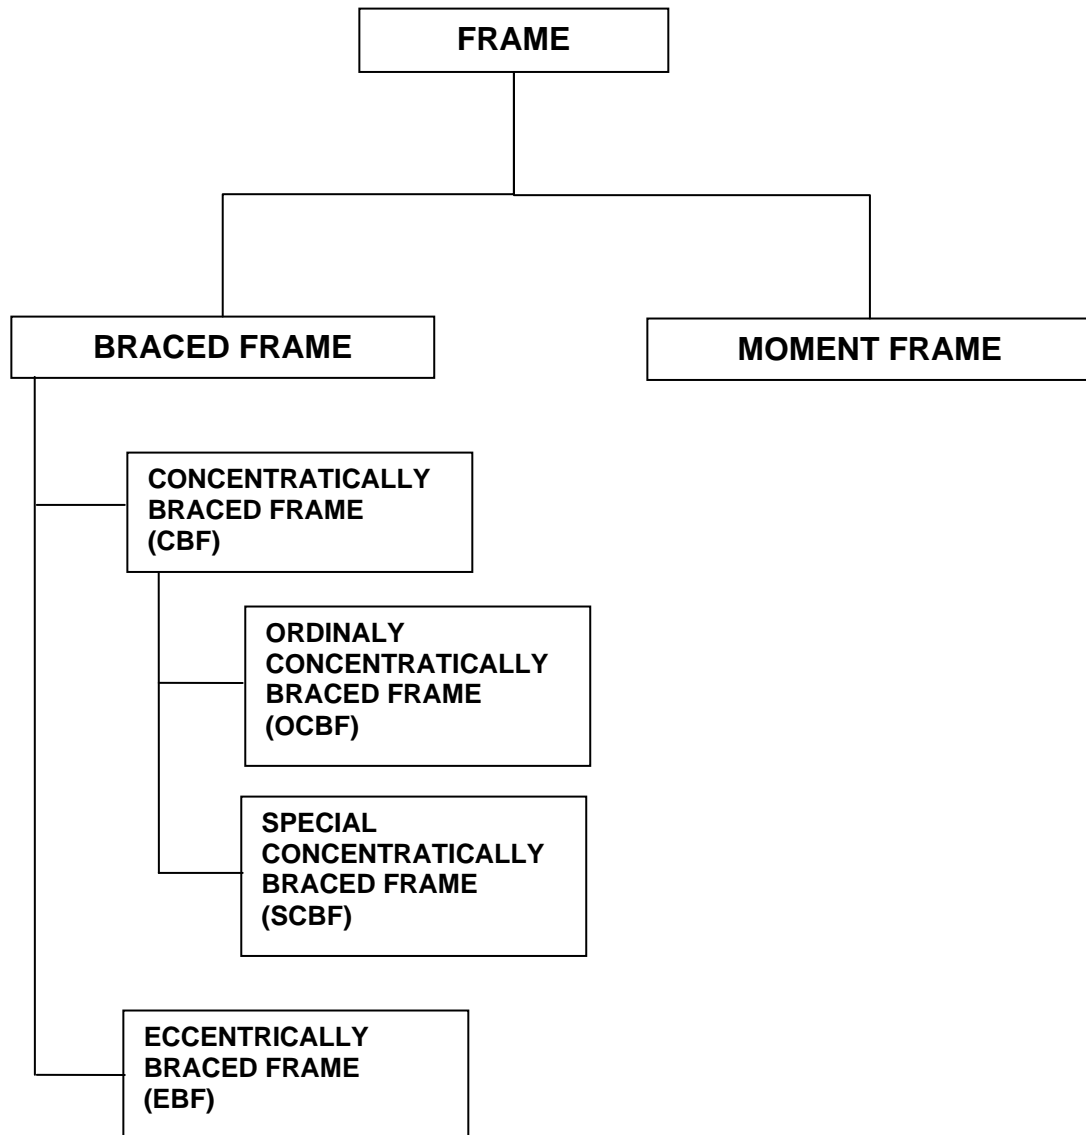 FRAME
BRACED FRAME
MOMENT FRAME
CONCENTRATICALLY
BRACED FRAME
(CBF)
ORDINALY
CONCENTRATICALLY
BRACED FRAME
(OCBF)
SPECIAL
CONCENTRATICALLY
BRACED FRAME
(SCBF)
ECCENTRICALLY
BRACED FRAME
(EBF)